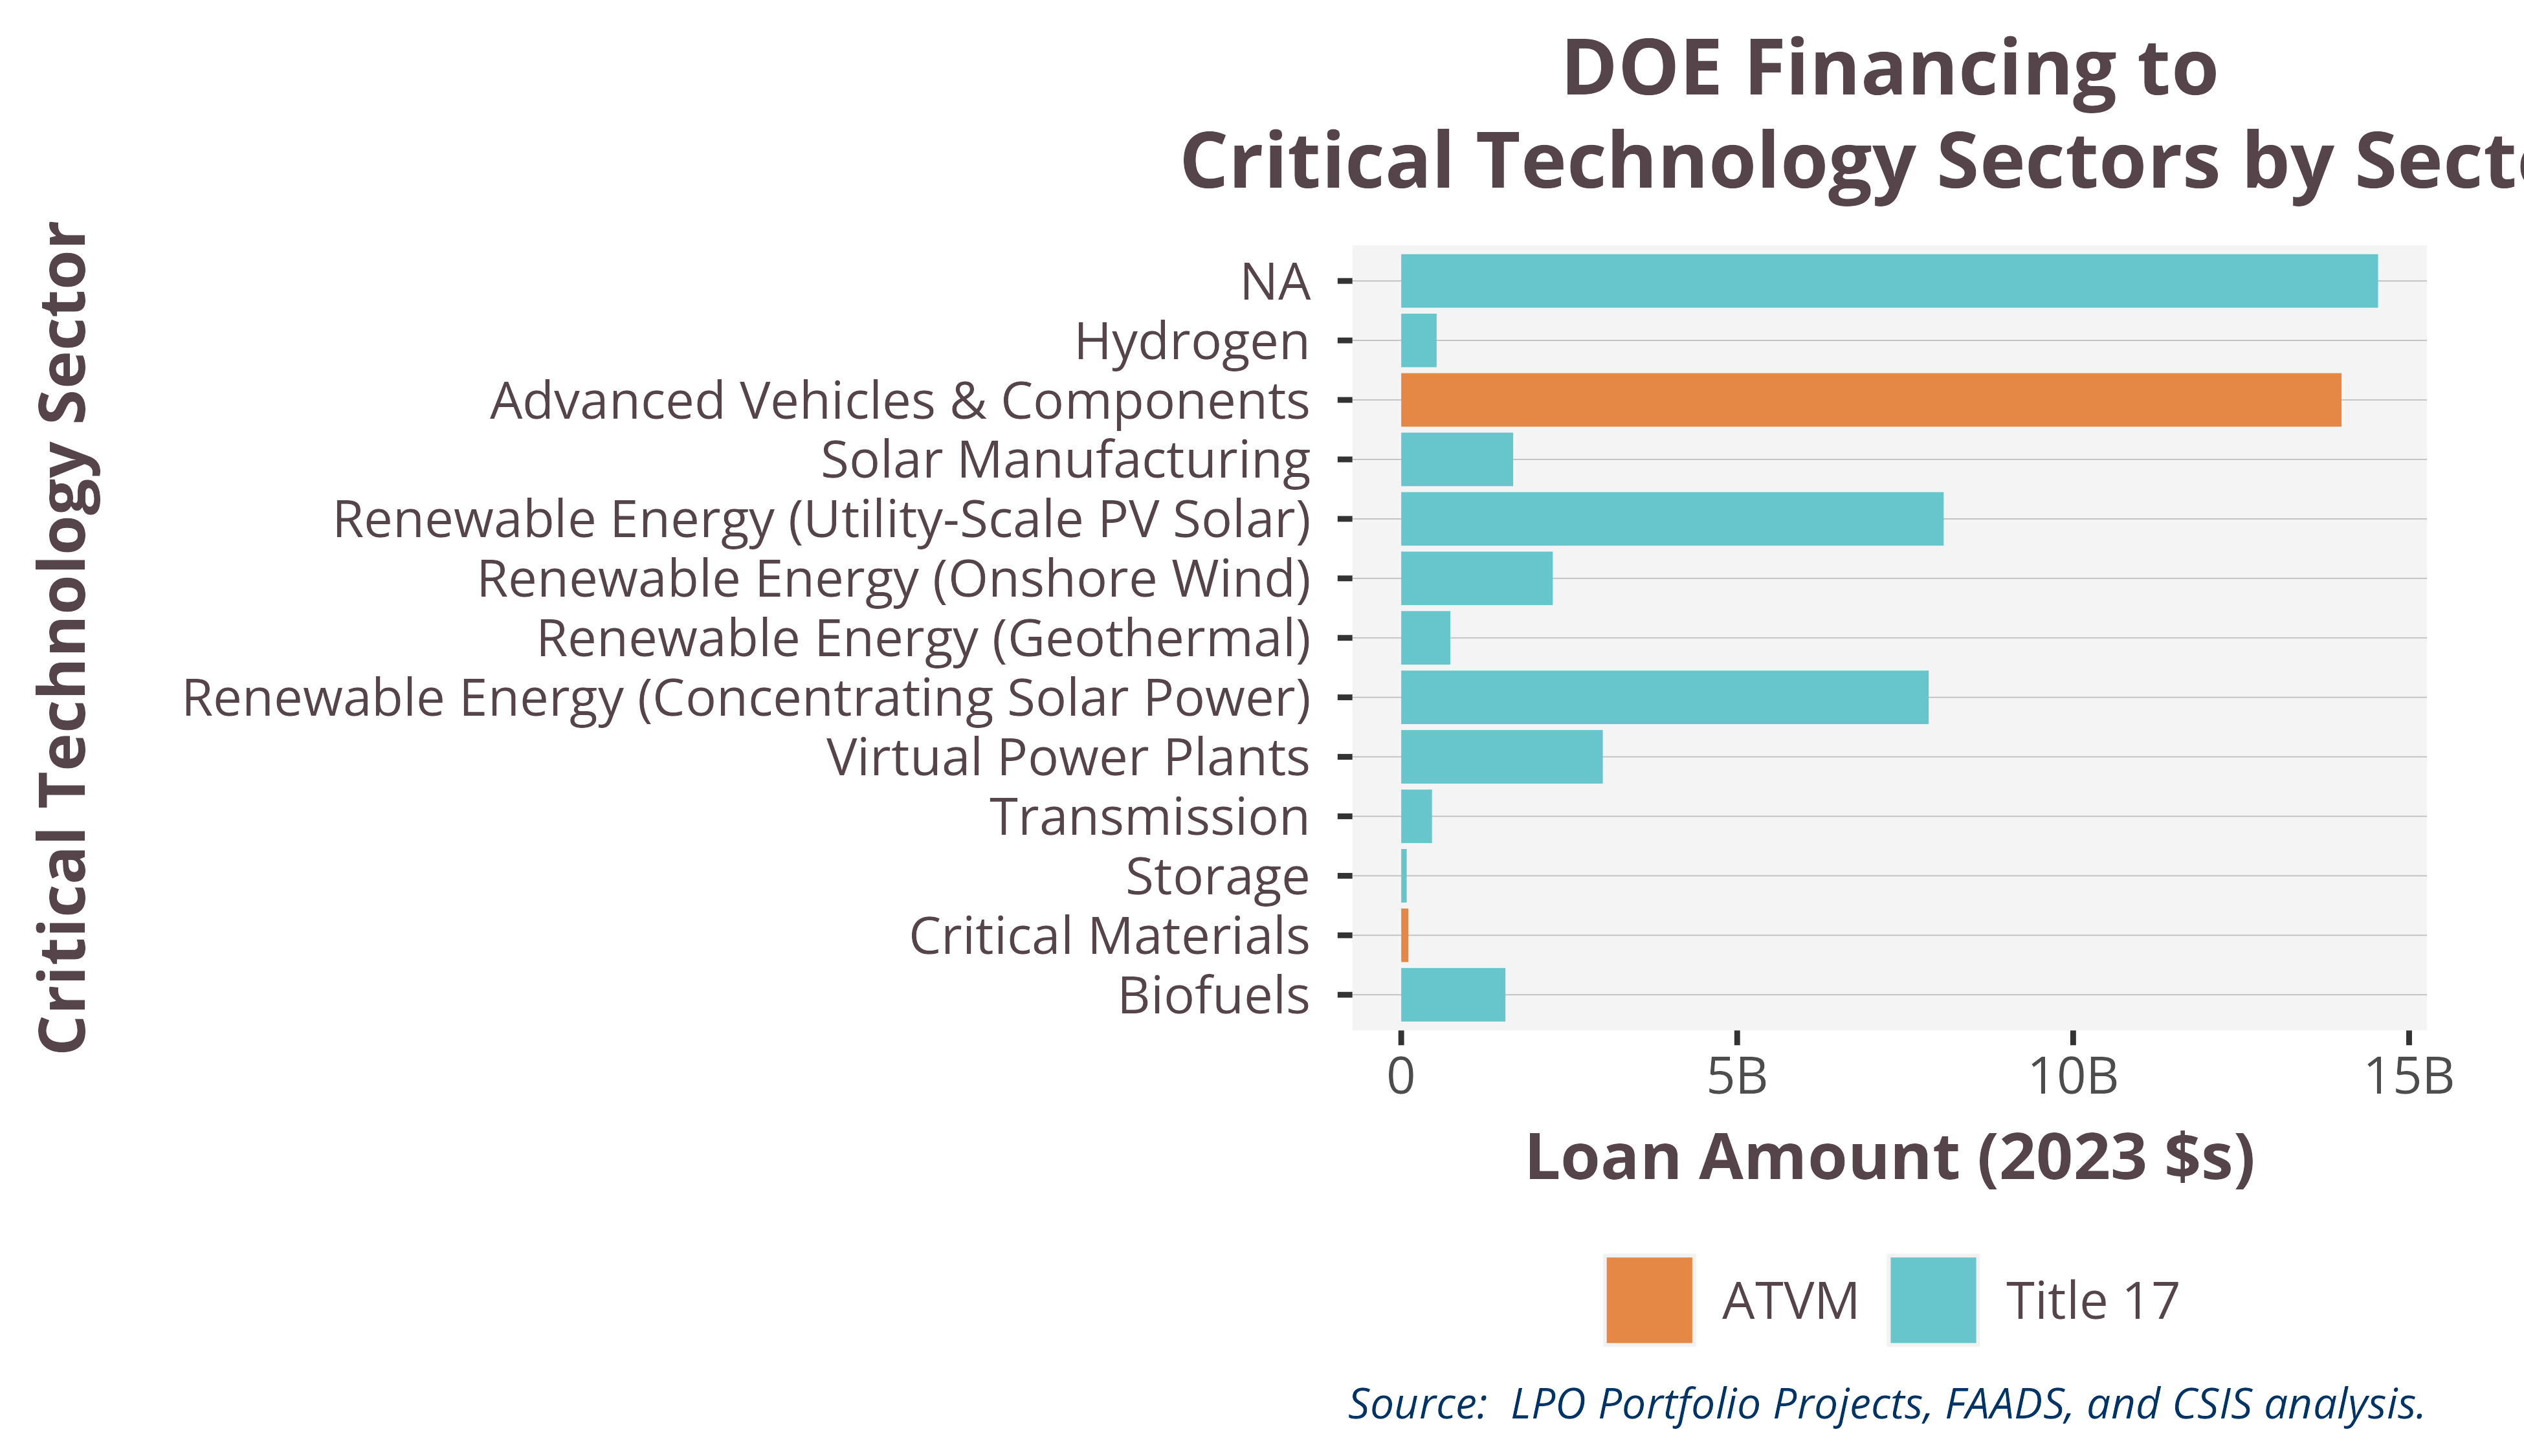 DOE Financing to
Critical Technology Sectors by Sect
Critical Technology Sector
NA
Hydrogen
Advanced Vehicles & Components
Solar Manufacturing
Renewable Energy (Utility-Scale PV Solar)
Renewable Energy (Onshore Wind)
Renewable Energy (Geothermal)
Renewable Energy (Concentrating Solar Power)
Virtual Power Plants
Transmission
Storage
Critical Materials
Biofuels
0 5B 10B 15B
Loan Amount (2023 $s)
ATVM Title 17
Source: LPO Portfolio Projects, FAADS, and CSIS analysis.